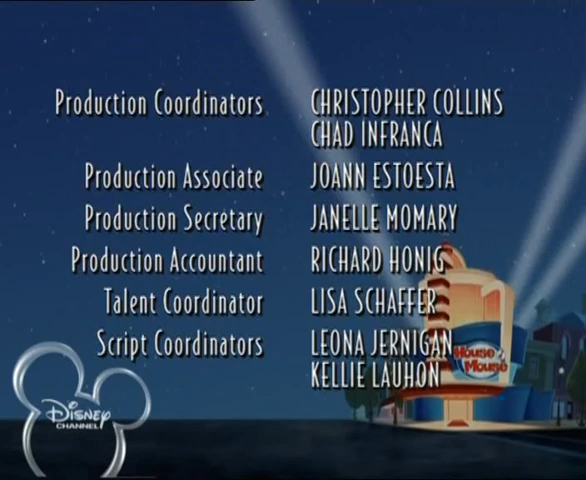 Production Coordinators CHRISTOPHER COLLINS
CHAD INFRANCA
Production Associate JOANN ESTOESTA
Production Secretary JANELLE MOMARY
Production Accountant RICHARD HONIG
Talent Coordinator LISA SCHAFFER
Script Coordinators LEONA JERNIGAN
KELLIE LAUHON
House of Mouse
DISNEY
CHANNEL